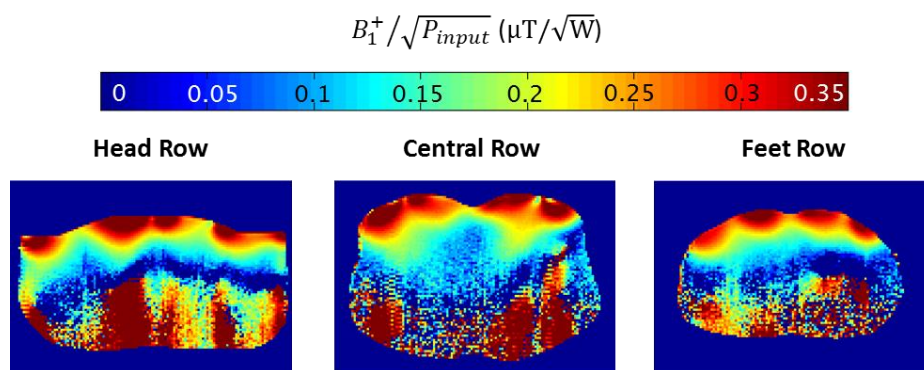 B₁⁺/√P_input (μT/√W)
0 0.05 0.1 0.15 0.2 0.25 0.3 0.35
Head Row Central Row Feet Row